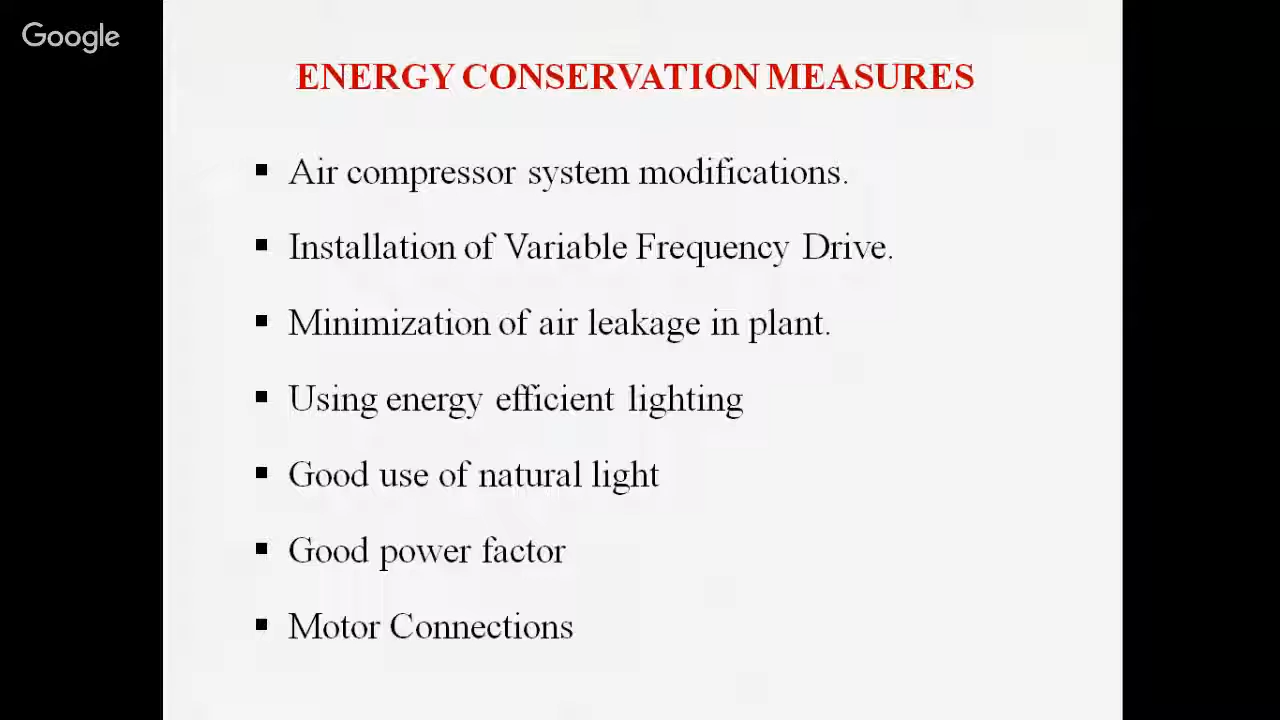 Google
ENERGY CONSERVATION MEASURES
▪ Air compressor system modifications.
▪ Installation of Variable Frequency Drive.
▪ Minimization of air leakage in plant.
▪ Using energy efficient lighting
▪ Good use of natural light
▪ Good power factor
▪ Motor Connections